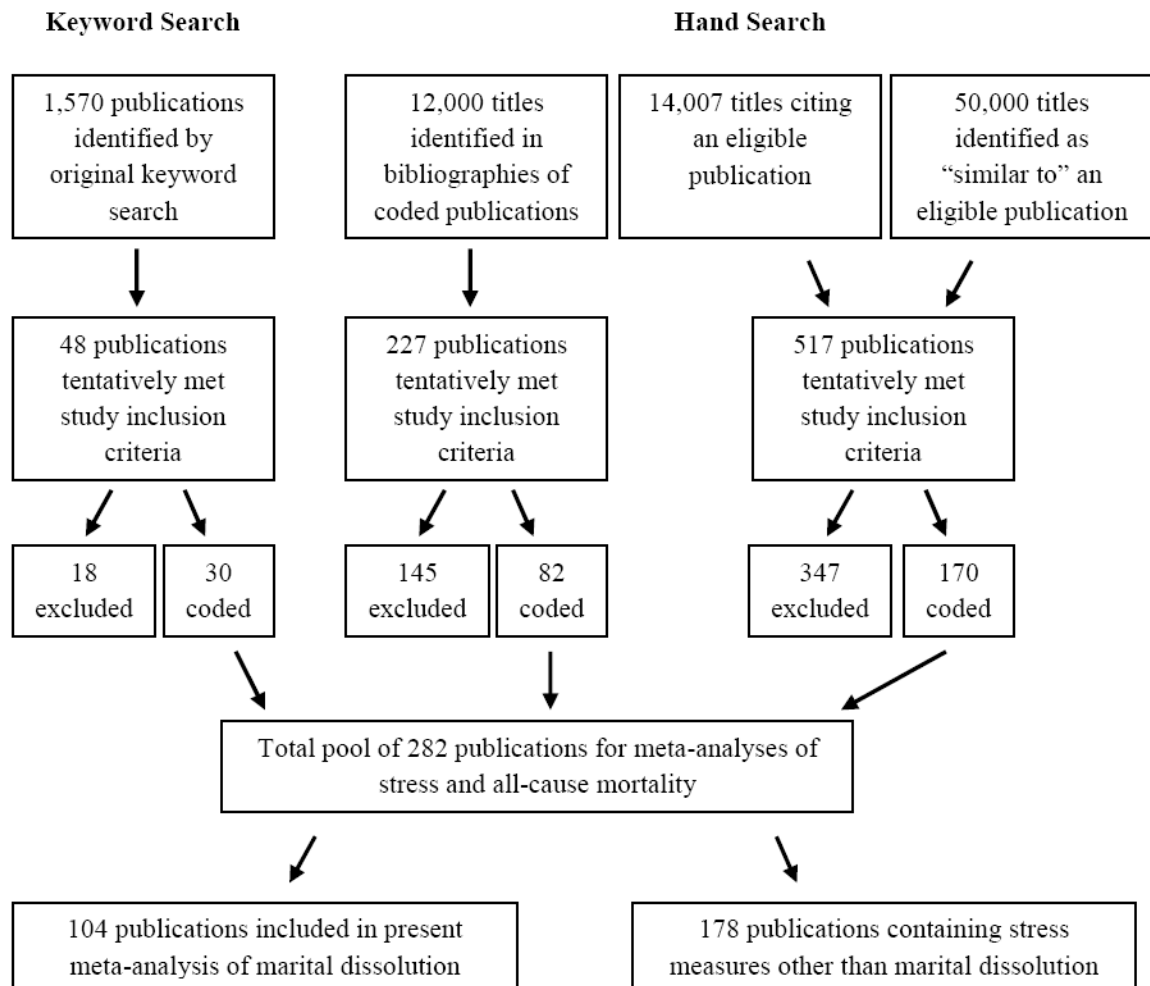 Keyword Search
Hand Search
1,570 publications
identified by
original keyword
search
12,000 titles
identified in
bibliographies of
coded publications
14,007 titles citing
an eligible
publication
50,000 titles
identified as
“similar to” an
eligible publication
48 publications
tentatively met
study inclusion
criteria
227 publications
tentatively met
study inclusion
criteria
517 publications
tentatively met
study inclusion
criteria
18
excluded
30
coded
145
excluded
82
coded
347
excluded
170
coded
Total pool of 282 publications for meta-analyses of
stress and all-cause mortality
104 publications included in present
meta-analysis of marital dissolution
178 publications containing stress
measures other than marital dissolution